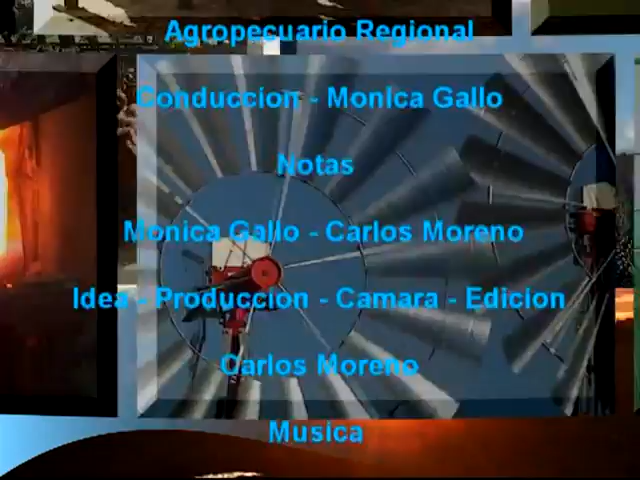 Agropecuario Regional
Conduccion - Monica Gallo
Notas
Monica Gallo - Carlos Moreno
Idea - Produccion - Camara - Edicion
Carlos Moreno
Musica